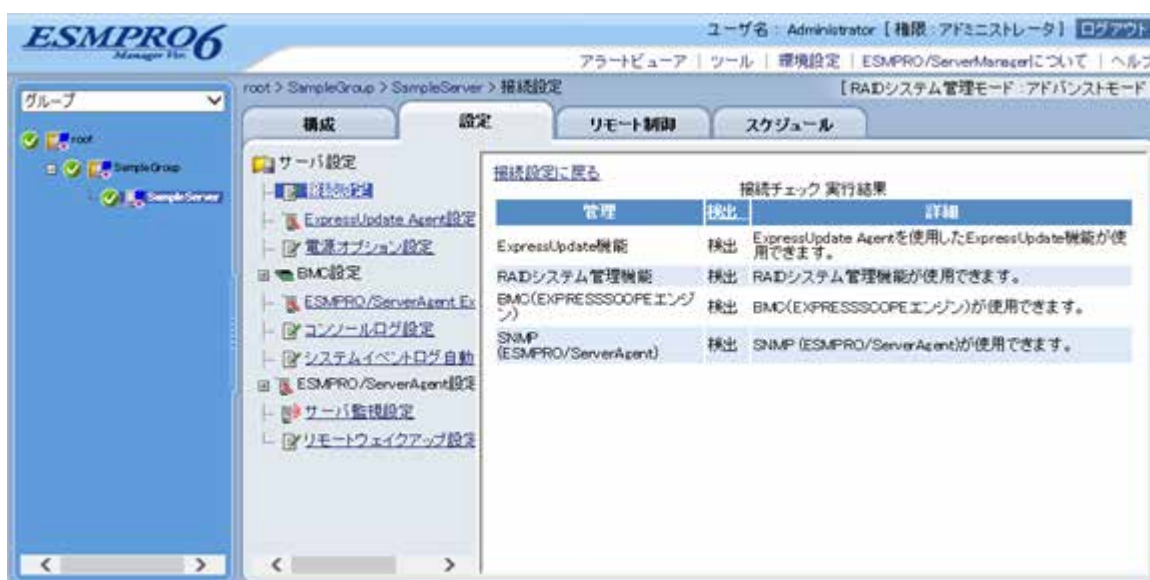 ESMPRO6
Manager Ver.
ユーザ名 : Administrator [ 権限 : アドミニストレータ ] ログアウト
アラートビューア | ツール | 環境設定 | ESMPRO/ServerManagerについて | ヘルプ
グループ
root
SampleGroup
SampleServer
root > SampleGroup > SampleServer > 接続設定
[ RAIDシステム管理モード : アドバンストモード
構成
設定
リモート制御
スケジュール
サーバ設定
接続設定
ExpressUpdate Agent設定
電源オプション設定
BMC設定
ESMPRO/ServerAgent Ex
コンソールログ設定
システムイベントログ自動
ESMPRO/ServerAgent設定
サーバ監視設定
リモートウェイクアップ設定
接続設定に戻る
接続チェック 実行結果
管理 検出 詳細
ExpressUpdate機能 検出 ExpressUpdate Agentを使用したExpressUpdate機能が使
用できます。
RAIDシステム管理機能 検出 RAIDシステム管理機能が使用できます。
BMC(EXPRESSSCOPEエンジ
ン) 検出 BMC(EXPRESSSCOPEエンジン)が使用できます。
SNMP
(ESMPRO/ServerAgent) 検出 SNMP (ESMPRO/ServerAgent)が使用できます。